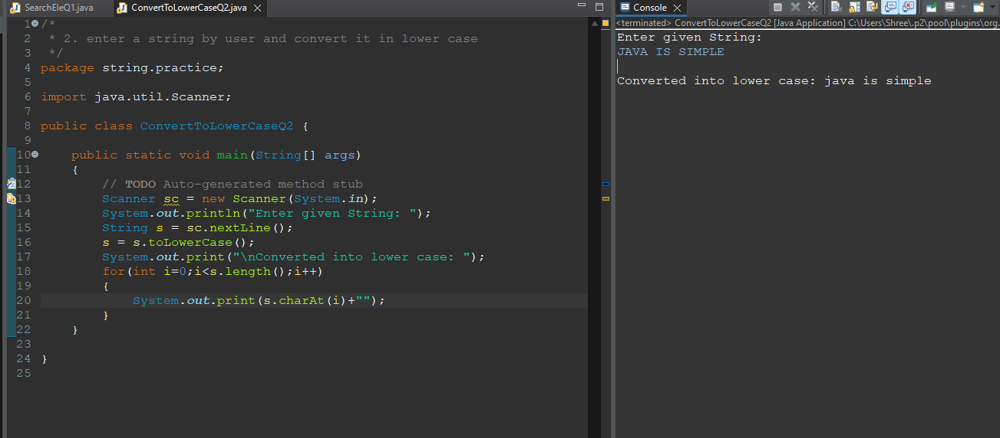 SearchEleQ1.java
ConvertToLowerCaseQ2.java
1 /*
2  * 2. enter a string by user and convert it in lower case
3  */
4 package string.practice;
5
6 import java.util.Scanner;
7
8 public class ConvertToLowerCaseQ2 {
9
10     public static void main(String[] args)
11     {
12         // TODO Auto-generated method stub
13         Scanner sc = new Scanner(System.in);
14         System.out.println("Enter given String: ");
15         String s = sc.nextLine();
16         s = s.toLowerCase();
17         System.out.print("\nConverted into lower case: ");
18         for(int i=0;i<s.length();i++)
19         {
20             System.out.print(s.charAt(i)+"");
21         }
22     }
23
24 }
25
Console
<terminated> ConvertToLowerCaseQ2 [Java Application] C:\Users\Shree\.p2\pool\plugins\org.
Enter given String:
JAVA IS SIMPLE
Converted into lower case: java is simple